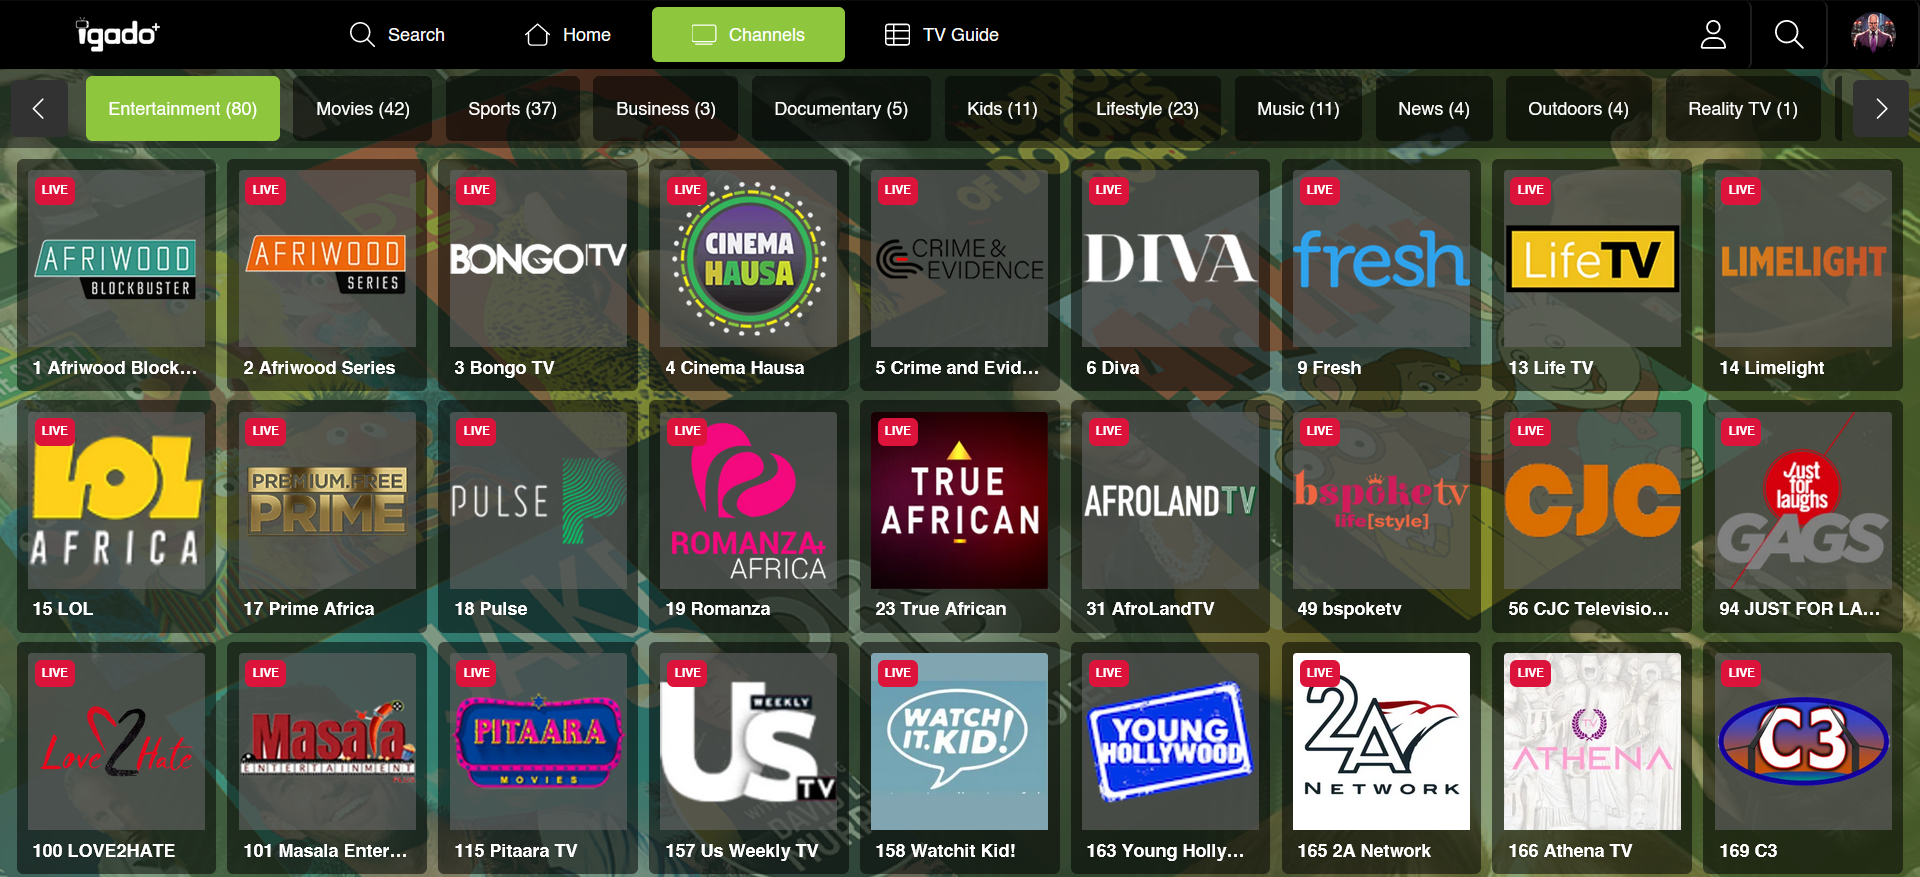 igado+
Search
Home
Channels
TV Guide
Entertainment (80)
Movies (42)
Sports (37)
Business (3)
Documentary (5)
Kids (11)
Lifestyle (23)
Music (11)
News (4)
Outdoors (4)
Reality TV (1)
LIVE
AFRIWOOD
BLOCKBUSTER
1 Afriwood Block...
LIVE
AFRIWOOD
SERIES
2 Afriwood Series
LIVE
BONGO TV
3 Bongo TV
LIVE
CINEMA
HAUSA
4 Cinema Hausa
LIVE
CRIME &
EVIDENCE
5 Crime and Evid...
LIVE
DIVA
6 Diva
LIVE
fresh
9 Fresh
LIVE
LifeTV
13 Life TV
LIVE
LIMELIGHT
14 Limelight
LIVE
LOL
AFRICA
15 LOL
LIVE
PREMIUM.FREE
PRIME
17 Prime Africa
LIVE
PULSE
18 Pulse
LIVE
ROMANZA+
AFRICA
19 Romanza
LIVE
TRUE
AFRICAN
23 True African
LIVE
AFROLANDTV
31 AfroLandTV
LIVE
bspoketv
life[style]
49 bspoketv
LIVE
CJC
56 CJC Televisio...
LIVE
Just
for
laughs
GAGS
94 JUST FOR LA...
LIVE
Love2Hate
100 LOVE2HATE
LIVE
Masala
ENTERTAINMENT
101 Masala Enter...
LIVE
PITAARA
MOVIES
115 Pitaara TV
LIVE
US
WEEKLY
TV
157 Us Weekly TV
LIVE
WATCH
IT. KID!
158 Watchit Kid!
LIVE
YOUNG
HOLLYWOOD
163 Young Holly...
LIVE
2A
NETWORK
165 2A Network
LIVE
TV
ATHENA
166 Athena TV
LIVE
C3
169 C3